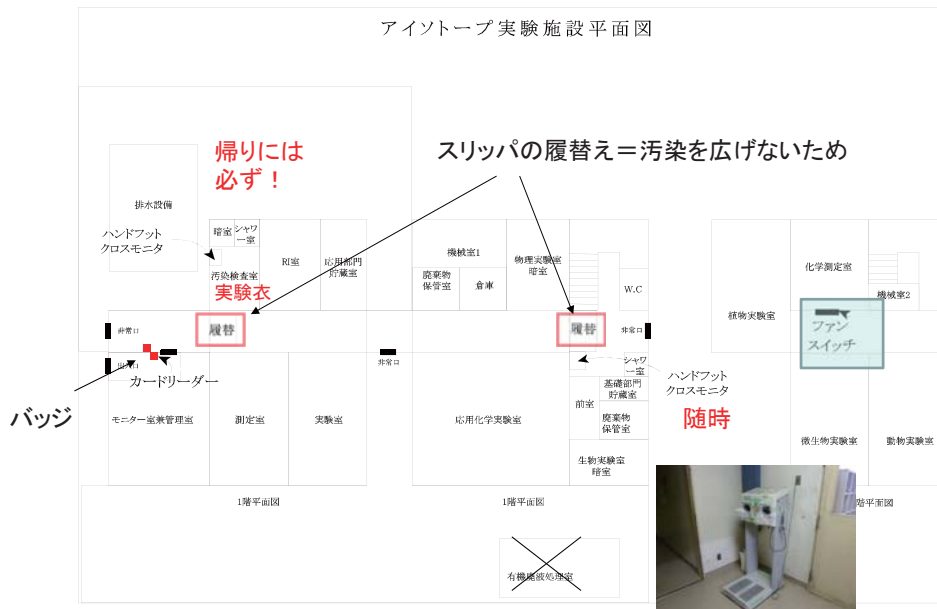 アイソトープ実験施設平面図
帰りには
必ず！
スリッパの履替え＝汚染を広げないため
排水設備
ハンドフット
クロスモニタ
暗室
シャワ
ー室
汚染検査室
実験衣
RI室
応用部門
貯蔵室
機械室1
廃棄物
保管室
倉庫
物理実験室
暗室
W.C
化学測定室
機械室2
植物実験室
ファン
スイッチ
非常口
履替
非常口
履替
非常口
カードリーダー
バッジ
モニター室兼管理室
測定室
実験室
応用化学実験室
シャワ
ー室
基礎部門
貯蔵室
前室
廃棄物
保管室
生物実験室
暗室
ハンドフット
クロスモニタ
随時
微生物実験室
動物実験室
1階平面図
1階平面図
階平面図
有機廃液処理室